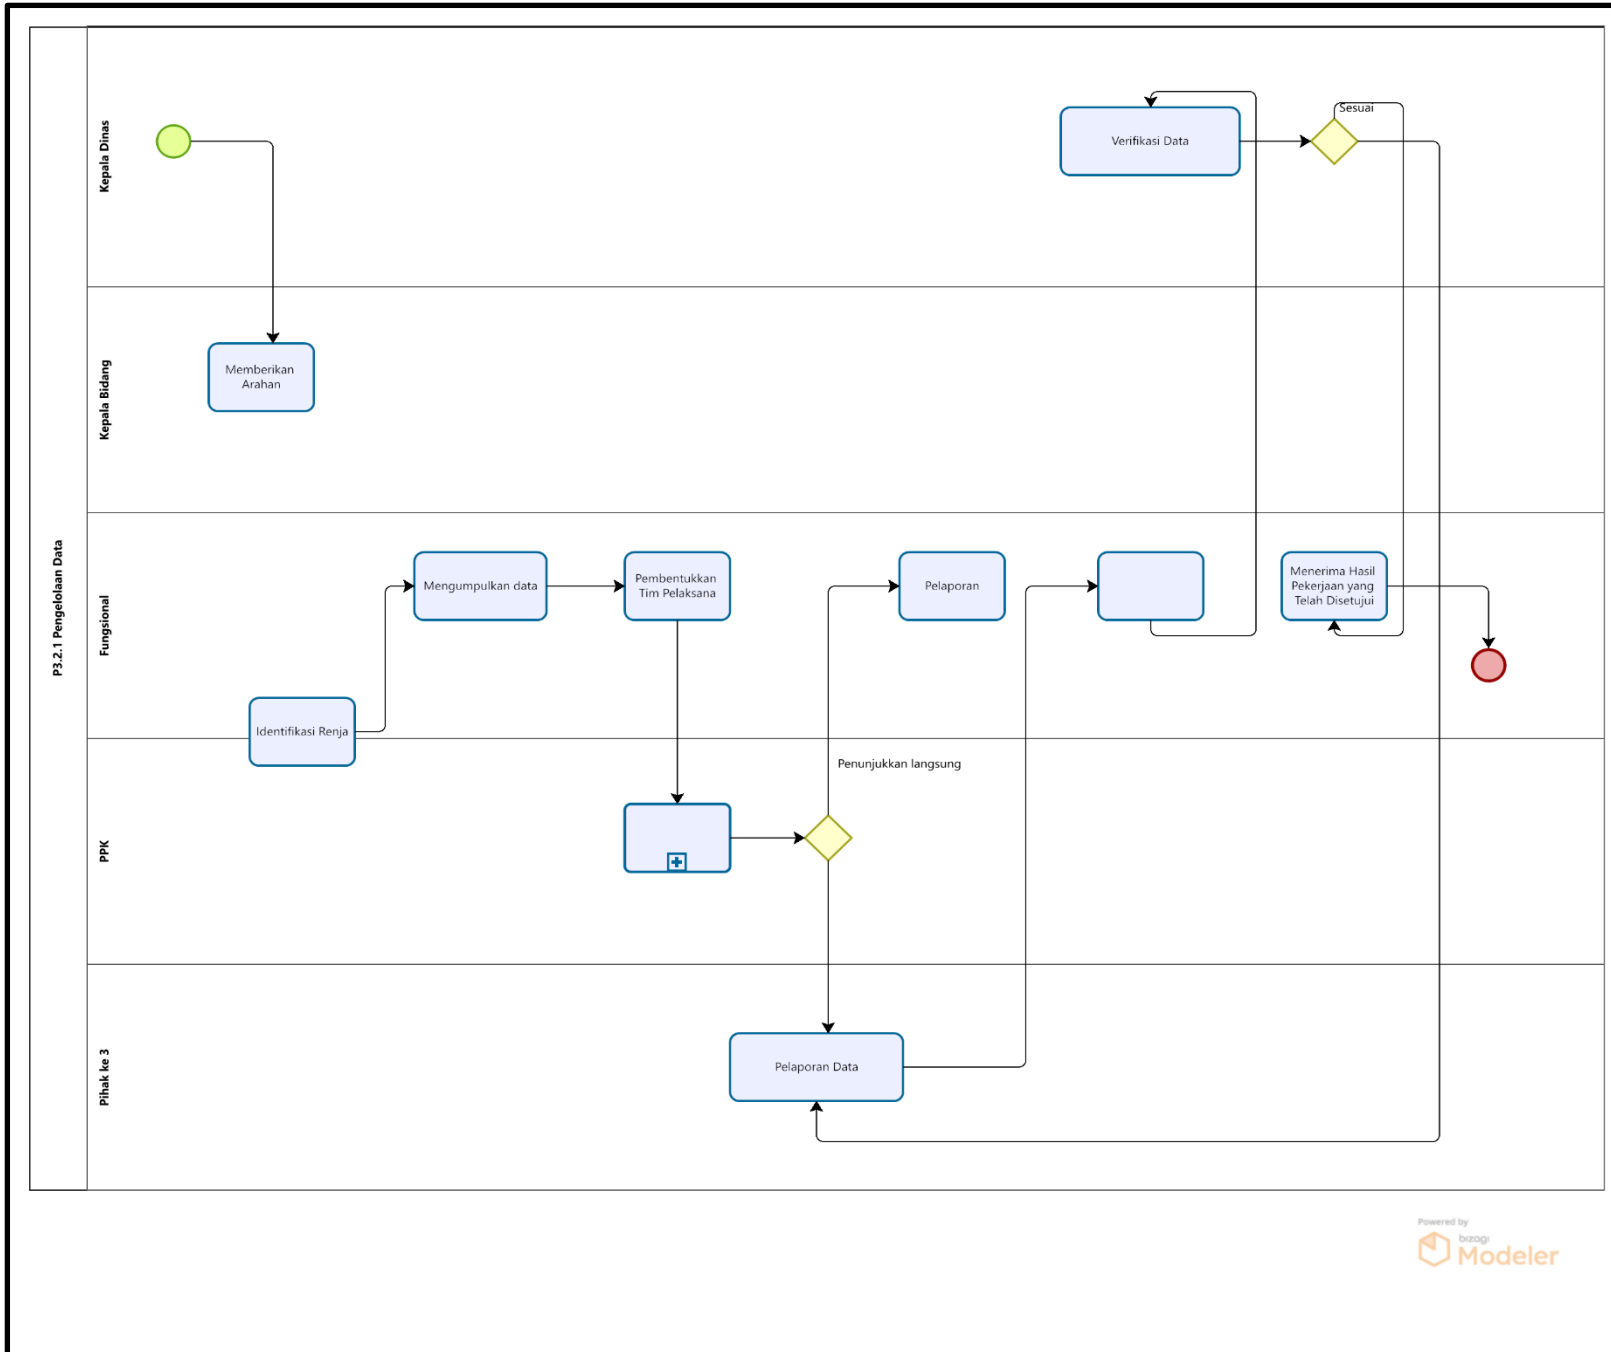 P3.2.1 Pengelolaan Data
Kepala Dinas
Verifikasi Data
Sesuai
Kepala Bidang
Memberikan
Arahan
Fungsional
Mengumpulkan data
Pembentukkan
Tim Pelaksana
Pelaporan
Menerima Hasil
Pekerjaan yang
Telah Disetujui
Identifikasi Renja
PPK
Penunjukkan langsung
Pihak ke 3
Pelaporan Data
Powered by
bizagi
Modeler